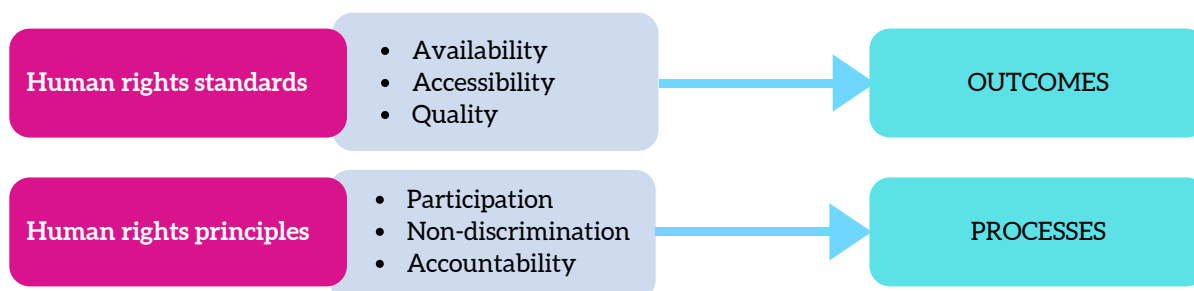 Human rights standards
• Availability
• Accessibility
• Quality
OUTCOMES
Human rights principles
• Participation
• Non-discrimination
• Accountability
PROCESSES